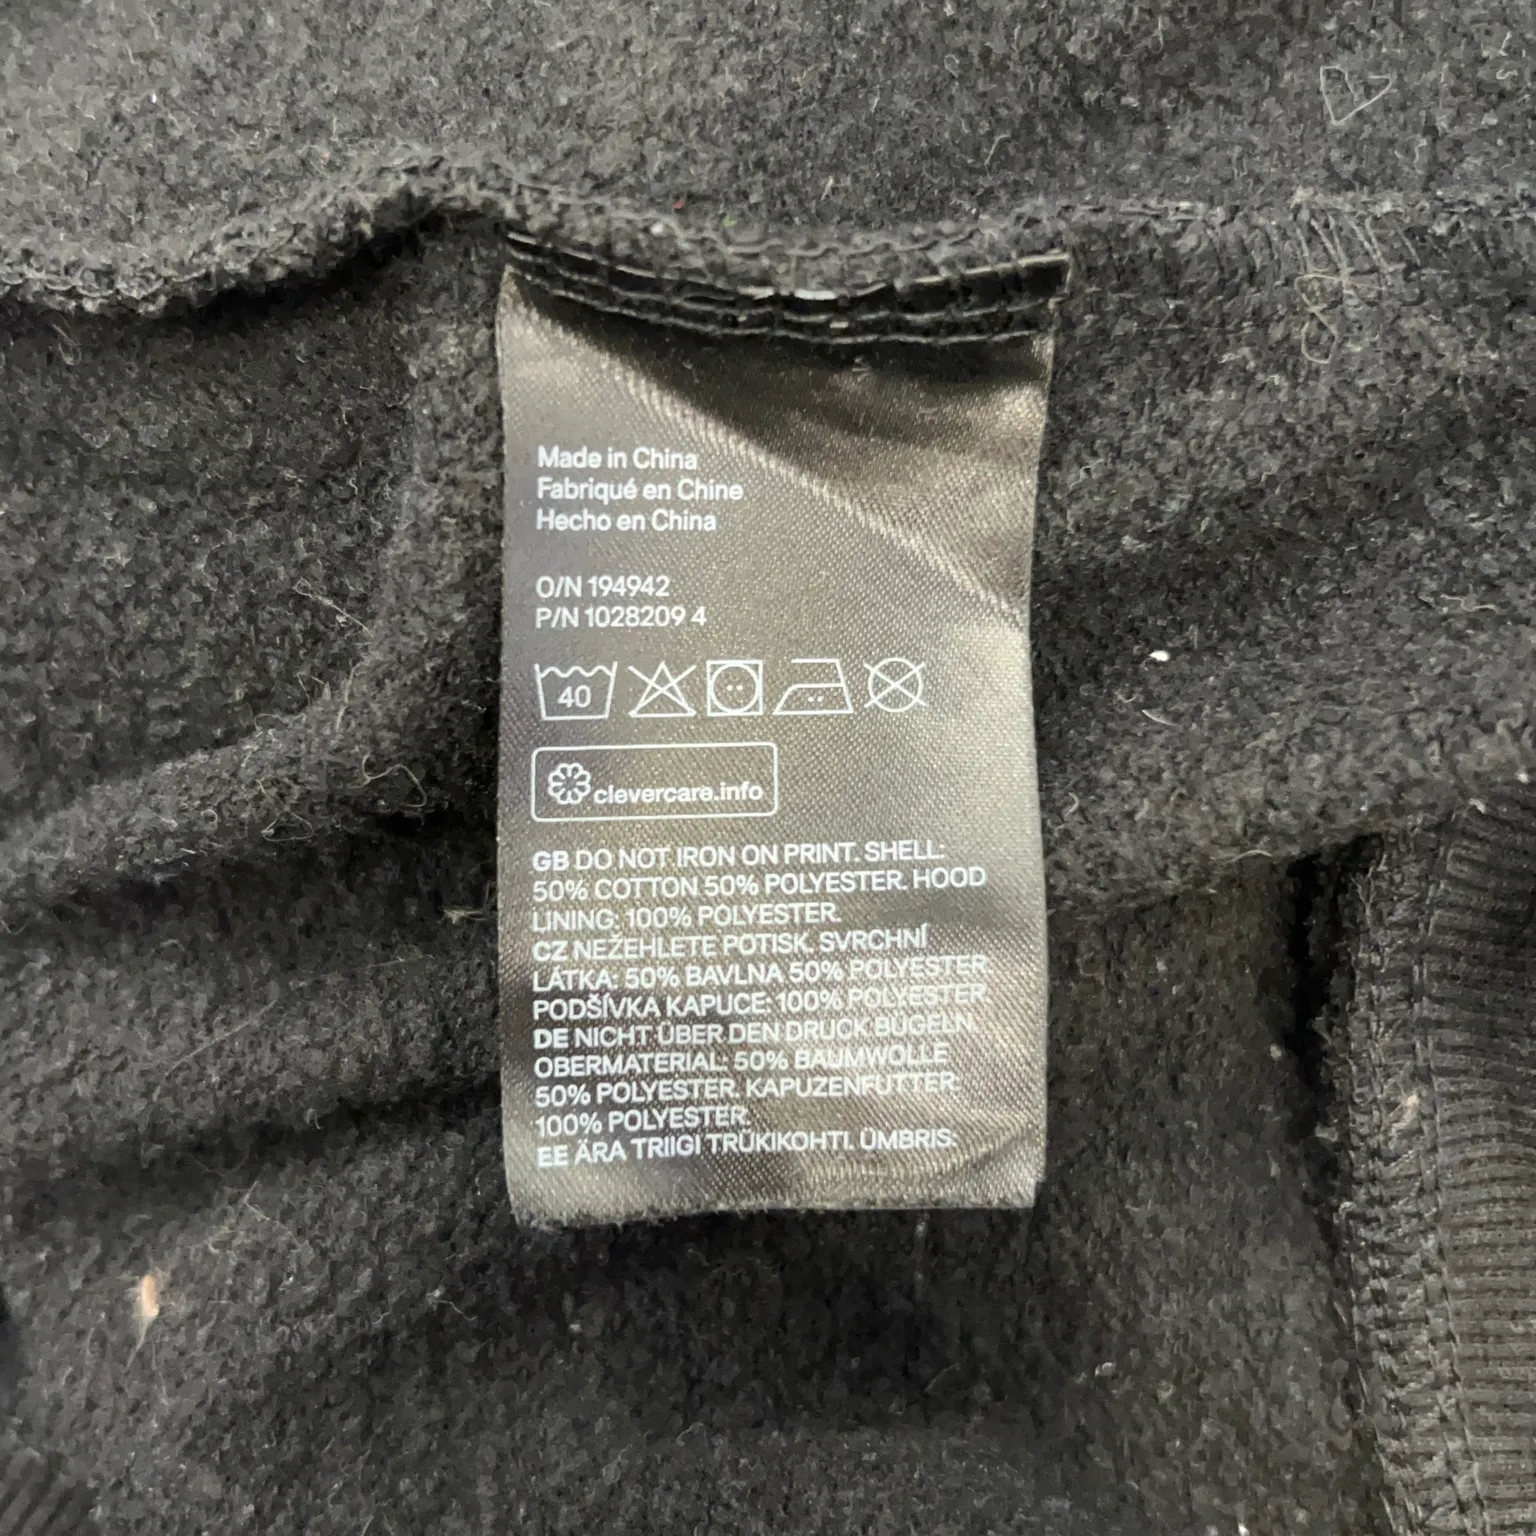 Made in China
Fabriqué en Chine
Hecho en China
O/N 194942
P/N 1028209 4
40
clevercare.info
GB DO NOT IRON ON PRINT. SHELL:
50% COTTON 50% POLYESTER. HOOD
LINING: 100% POLYESTER.
CZ NEŽEHLETE POTISK. SVRCHNÍ
LÁTKA: 50% BAVLNA 50% POLYESTER
PODŠÍVKA KAPUCE: 100% POLYESTER
DE NICHT ÜBER DEN DRUCK BÜGELN.
OBERMATERIAL: 50% BAUMWOLLE
50% POLYESTER. KAPUZENFUTTER:
100% POLYESTER.
EE ÄRA TRIIGI TRÜKIKOHTI. ÜMBRIS: